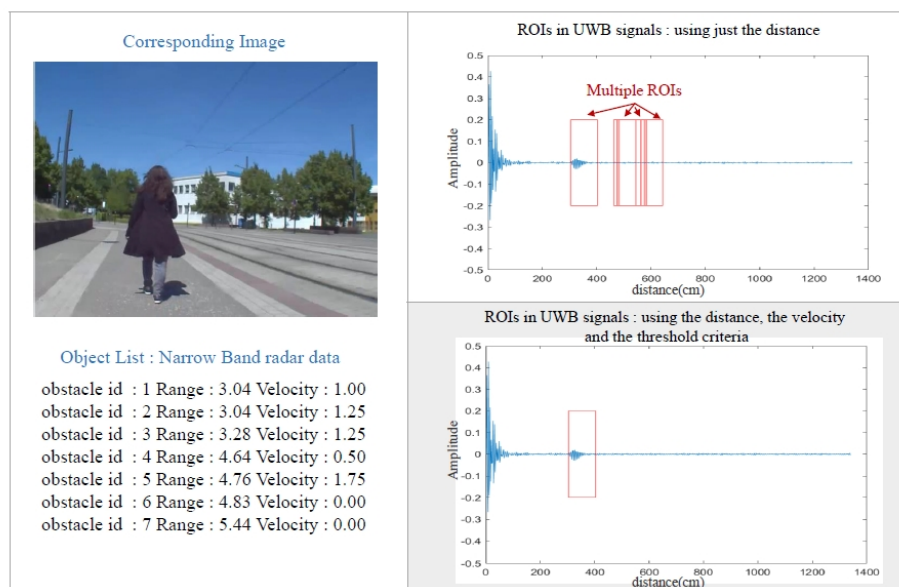 Corresponding Image
Object List : Narrow Band radar data
obstacle id : 1 Range : 3.04 Velocity : 1.00
obstacle id : 2 Range : 3.04 Velocity : 1.25
obstacle id : 3 Range : 3.28 Velocity : 1.25
obstacle id : 4 Range : 4.64 Velocity : 0.50
obstacle id : 5 Range : 4.76 Velocity : 1.75
obstacle id : 6 Range : 4.83 Velocity : 0.00
obstacle id : 7 Range : 5.44 Velocity : 0.00
ROIs in UWB signals : using just the distance
Multiple ROIs
Amplitude
0.5
0.4
0.3
0.2
0.1
0
-0.1
-0.2
-0.3
-0.4
-0.5
0 200 400 600 800 1000 1200 1400
distance(cm)
ROIs in UWB signals : using the distance, the velocity
and the threshold criteria
Amplitude
0.5
0.4
0.3
0.2
0.1
0
-0.1
-0.2
-0.3
-0.4
-0.5
0 200 400 600 800 1000 1200 1400
distance(cm)